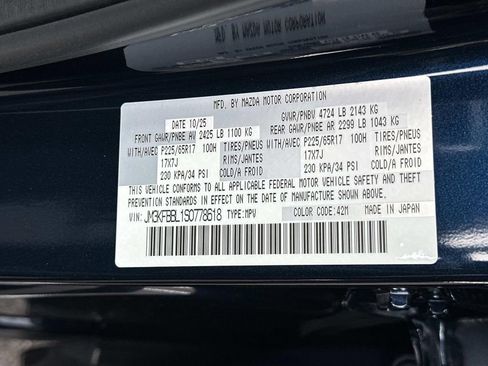 MFD. BY MAZDA MOTOR CORPORATION
DATE 10/25 GVWR/PNBV 4724 LB 2143 KG
FRONT GAWR/PNBE AV 2425 LB 1100 KG REAR GAWR/PNBE AR 2299 LB 1043 KG
WITH/AVEC P225/65R17 100H TIRES/PNEUS WITH/AVEC P225/65R17 100H TIRES/PNEUS
17X7J RIMS/JANTES 17X7J RIMS/JANTES
230 KPA/34 PSI COLD/A FROID 230 KPA/34 PSI COLD/A FROID
THIS VEHICLE CONFORMS TO ALL APPLICABLE FEDERAL MOTOR VEHICLE SAFETY AND THEFT
PREVENTION STANDARDS IN EFFECT ON THE DATE OF MANUFACTURE SHOWN ABOVE.
VIN: JM3KFBBL1S0778618 TYPE:MPV COLOR CODE:42M MADE IN JAPAN